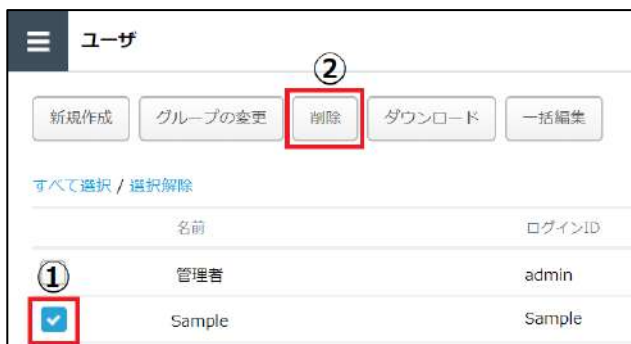 ユーザ
②
新規作成 グループの変更 削除 ダウンロード 一括編集
すべて選択 / 選択解除
名前 ログインID
① 管理者 admin
Sample Sample